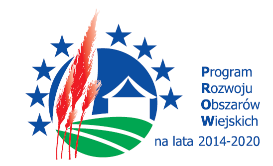 Program
Rozwoju
Obszarów
Wiejskich
na lata 2014-2020